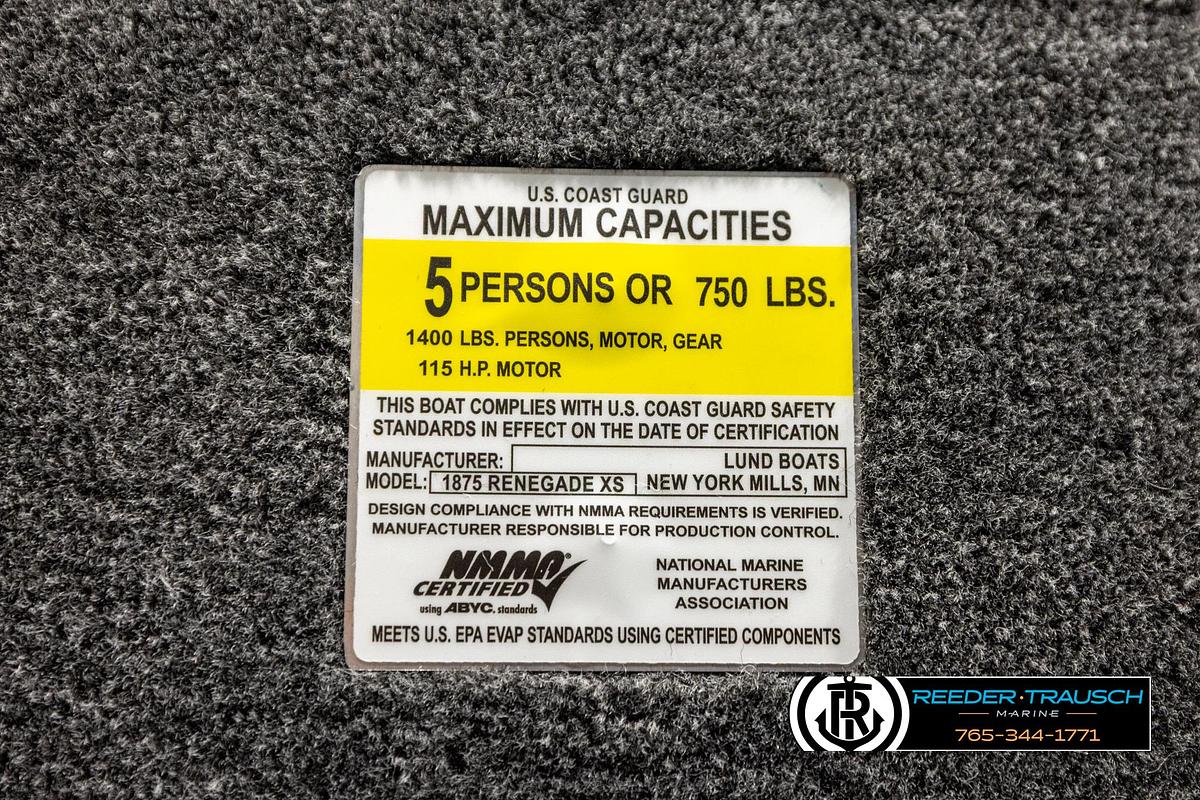 U.S. COAST GUARD
MAXIMUM CAPACITIES
5 PERSONS OR 750 LBS.
1400 LBS. PERSONS, MOTOR, GEAR
115 H.P. MOTOR
THIS BOAT COMPLIES WITH U.S. COAST GUARD SAFETY
STANDARDS IN EFFECT ON THE DATE OF CERTIFICATION
MANUFACTURER: LUND BOATS
MODEL: 1875 RENEGADE XS NEW YORK MILLS, MN
DESIGN COMPLIANCE WITH NMMA REQUIREMENTS IS VERIFIED.
MANUFACTURER RESPONSIBLE FOR PRODUCTION CONTROL.
NMMA®
CERTIFIED
using ABYC. standards
NATIONAL MARINE
MANUFACTURERS
ASSOCIATION
MEETS U.S. EPA EVAP STANDARDS USING CERTIFIED COMPONENTS
TR
REEDER·TRAUSCH
MARINE
765-344-1771